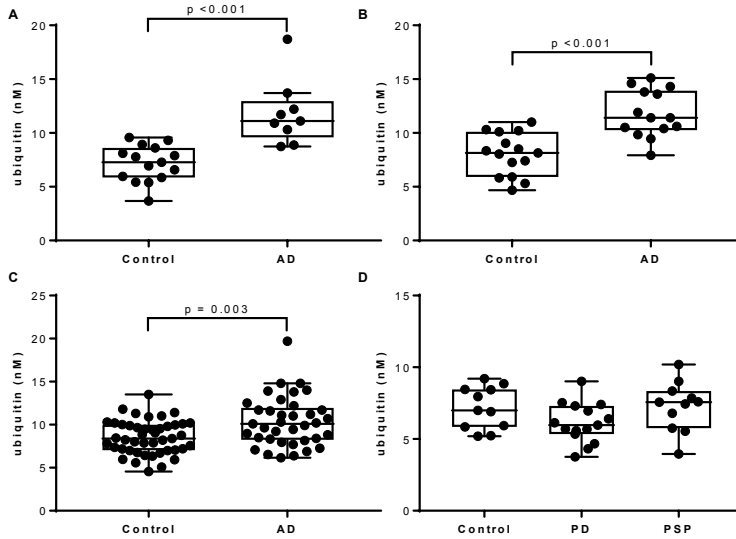 A
p <0.001
ubiquitin (nM)
20
15
10
5
0
Control AD
B
p <0.001
ubiquitin (nM)
20
15
10
5
0
Control AD
C
p = 0.003
ubiquitin (nM)
25
20
15
10
5
0
Control AD
D
ubiquitin (nM)
15
10
5
0
Control PD PSP